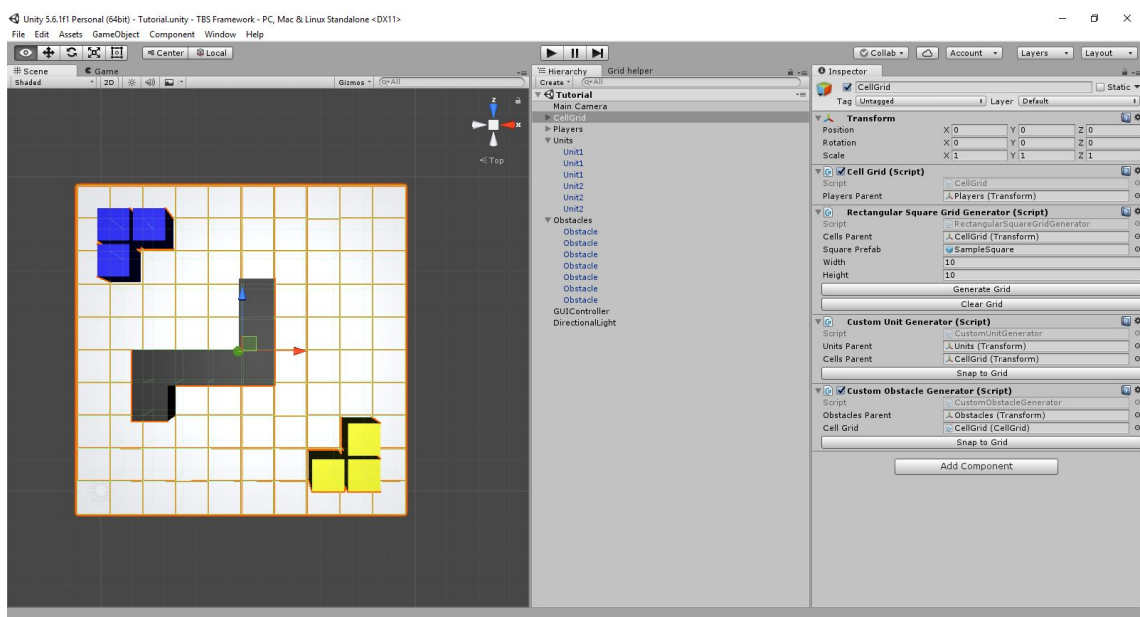 Unity 5.6.1f1 Personal (64bit) - Tutorial.unity - TBS Framework - PC, Mac & Linux Standalone <DX11>
File Edit Assets GameObject Component Window Help
Center Local Collab Account Layers Layout
Scene Game
Shaded 2D Gizmos All
z
x
Top
Hierarchy Grid helper
Create All
Tutorial
Main Camera
CellGrid
Players
Units
Unit1
Unit1
Unit1
Unit2
Unit2
Unit2
Obstacles
Obstacle
Obstacle
Obstacle
Obstacle
Obstacle
Obstacle
Obstacle
GUIController
DirectionalLight
Inspector
CellGrid Static
Tag Untagged Layer Default
Transform
Position X 0 Y 0 Z 0
Rotation X 0 Y 0 Z 0
Scale X 1 Y 1 Z 1
Cell Grid (Script)
Script CellGrid
Players Parent Players (Transform)
Rectangular Square Grid Generator (Script)
Script RectangularSquareGridGenerator
Cells Parent CellGrid (Transform)
Square Prefab SampleSquare
Width 10
Height 10
Generate Grid
Clear Grid
Custom Unit Generator (Script)
Script CustomUnitGenerator
Units Parent Units (Transform)
Cells Parent CellGrid (Transform)
Snap to Grid
Custom Obstacle Generator (Script)
Script CustomObstacleGenerator
Obstacles Parent Obstacles (Transform)
Cell Grid CellGrid (CellGrid)
Snap to Grid
Add Component